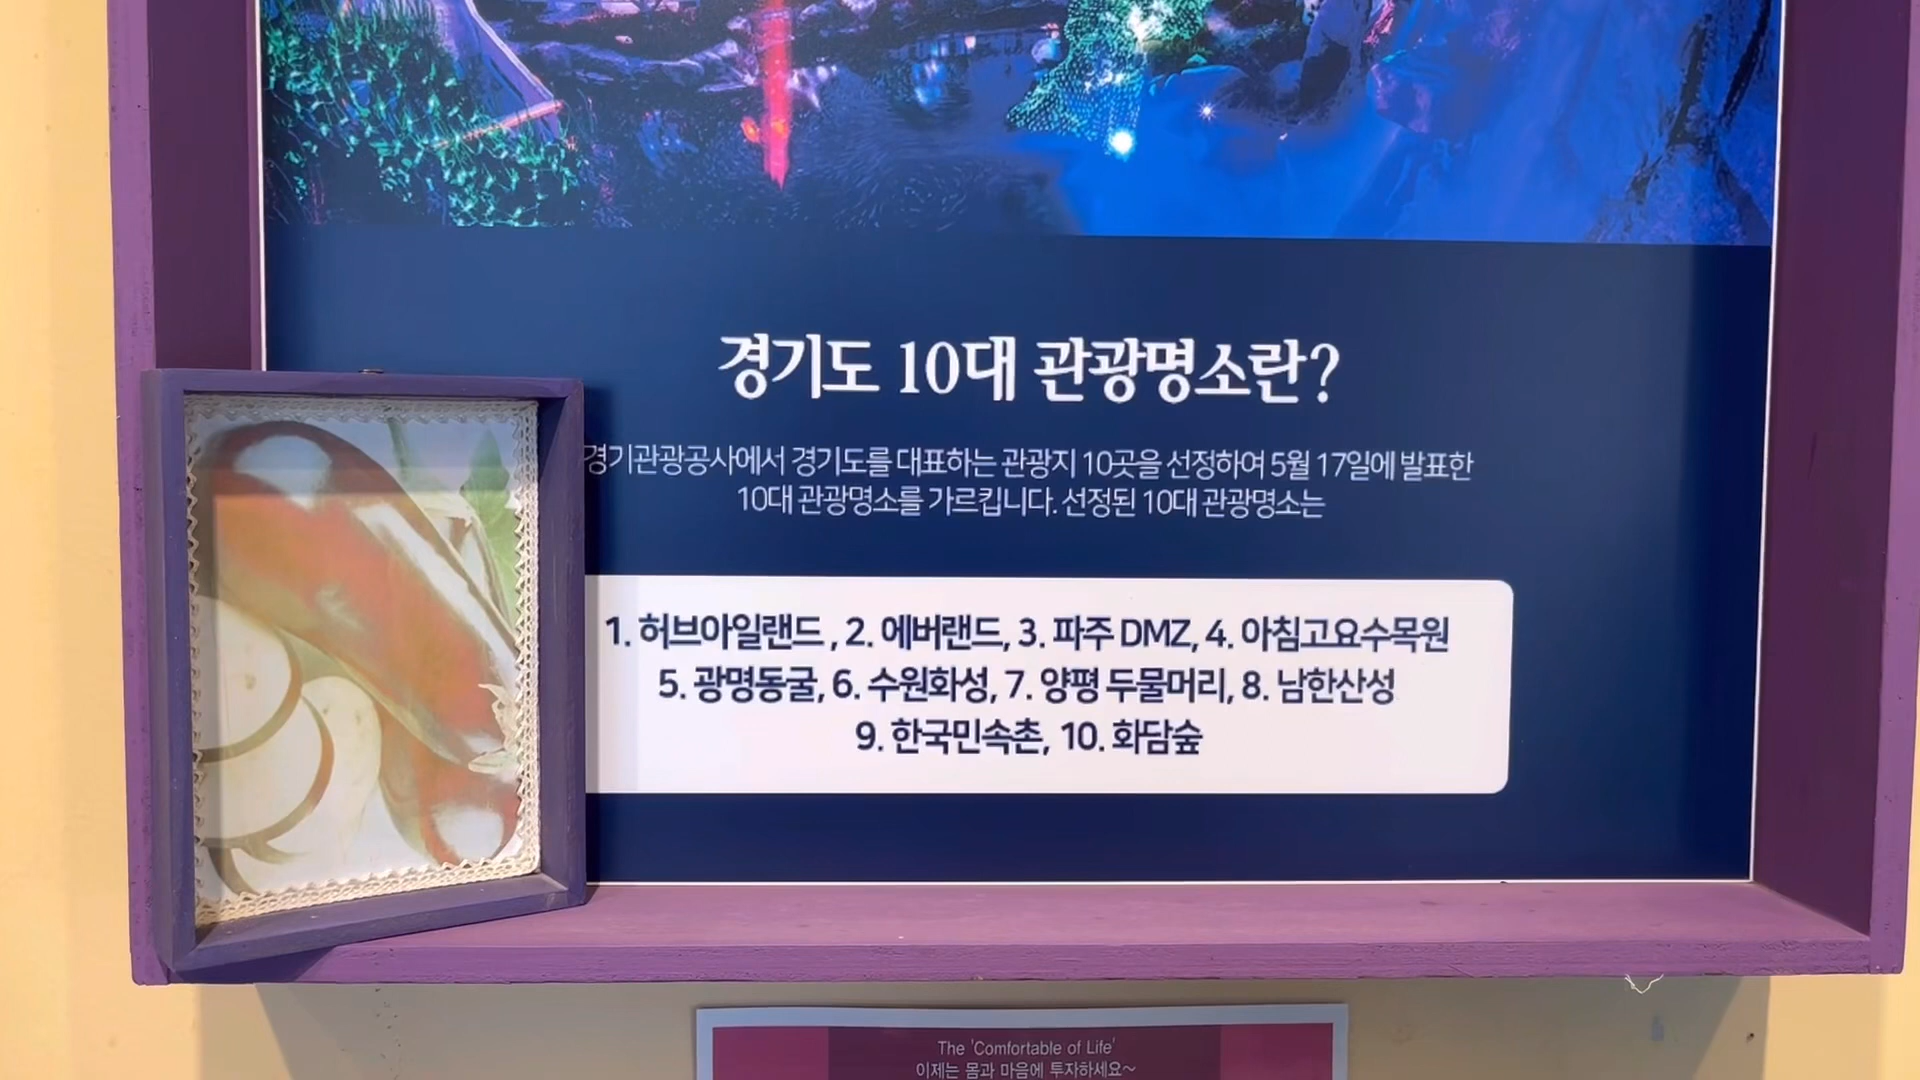 경기도 10대 관광명소란?
경기관광공사에서 경기도를 대표하는 관광지 10곳을 선정하여 5월 17일에 발표한
10대 관광명소를 가르킵니다. 선정된 10대 관광명소는
1. 허브아일랜드 , 2. 에버랜드, 3. 파주 DMZ, 4. 아침고요수목원
5. 광명동굴, 6. 수원화성, 7. 양평 두물머리, 8. 남한산성
9. 한국민속촌, 10. 화담숲
The 'Comfortable of Life'
이제는 몸과 마음에 투자하세요~